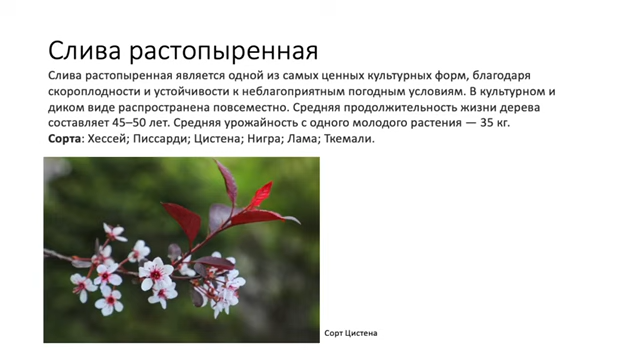 Слива растопыренная
Слива растопыренная является одной из самых ценных культурных форм, благодаря
скороплодности и устойчивости к неблагоприятным погодным условиям. В культурном и
диком виде распространена повсеместно. Средняя продолжительность жизни дерева
составляет 45–50 лет. Средняя урожайность с одного молодого растения — 35 кг.
Сорта: Хессей; Писсарди; Цистена; Нигра; Лама; Ткемали.
Сорт Цистена